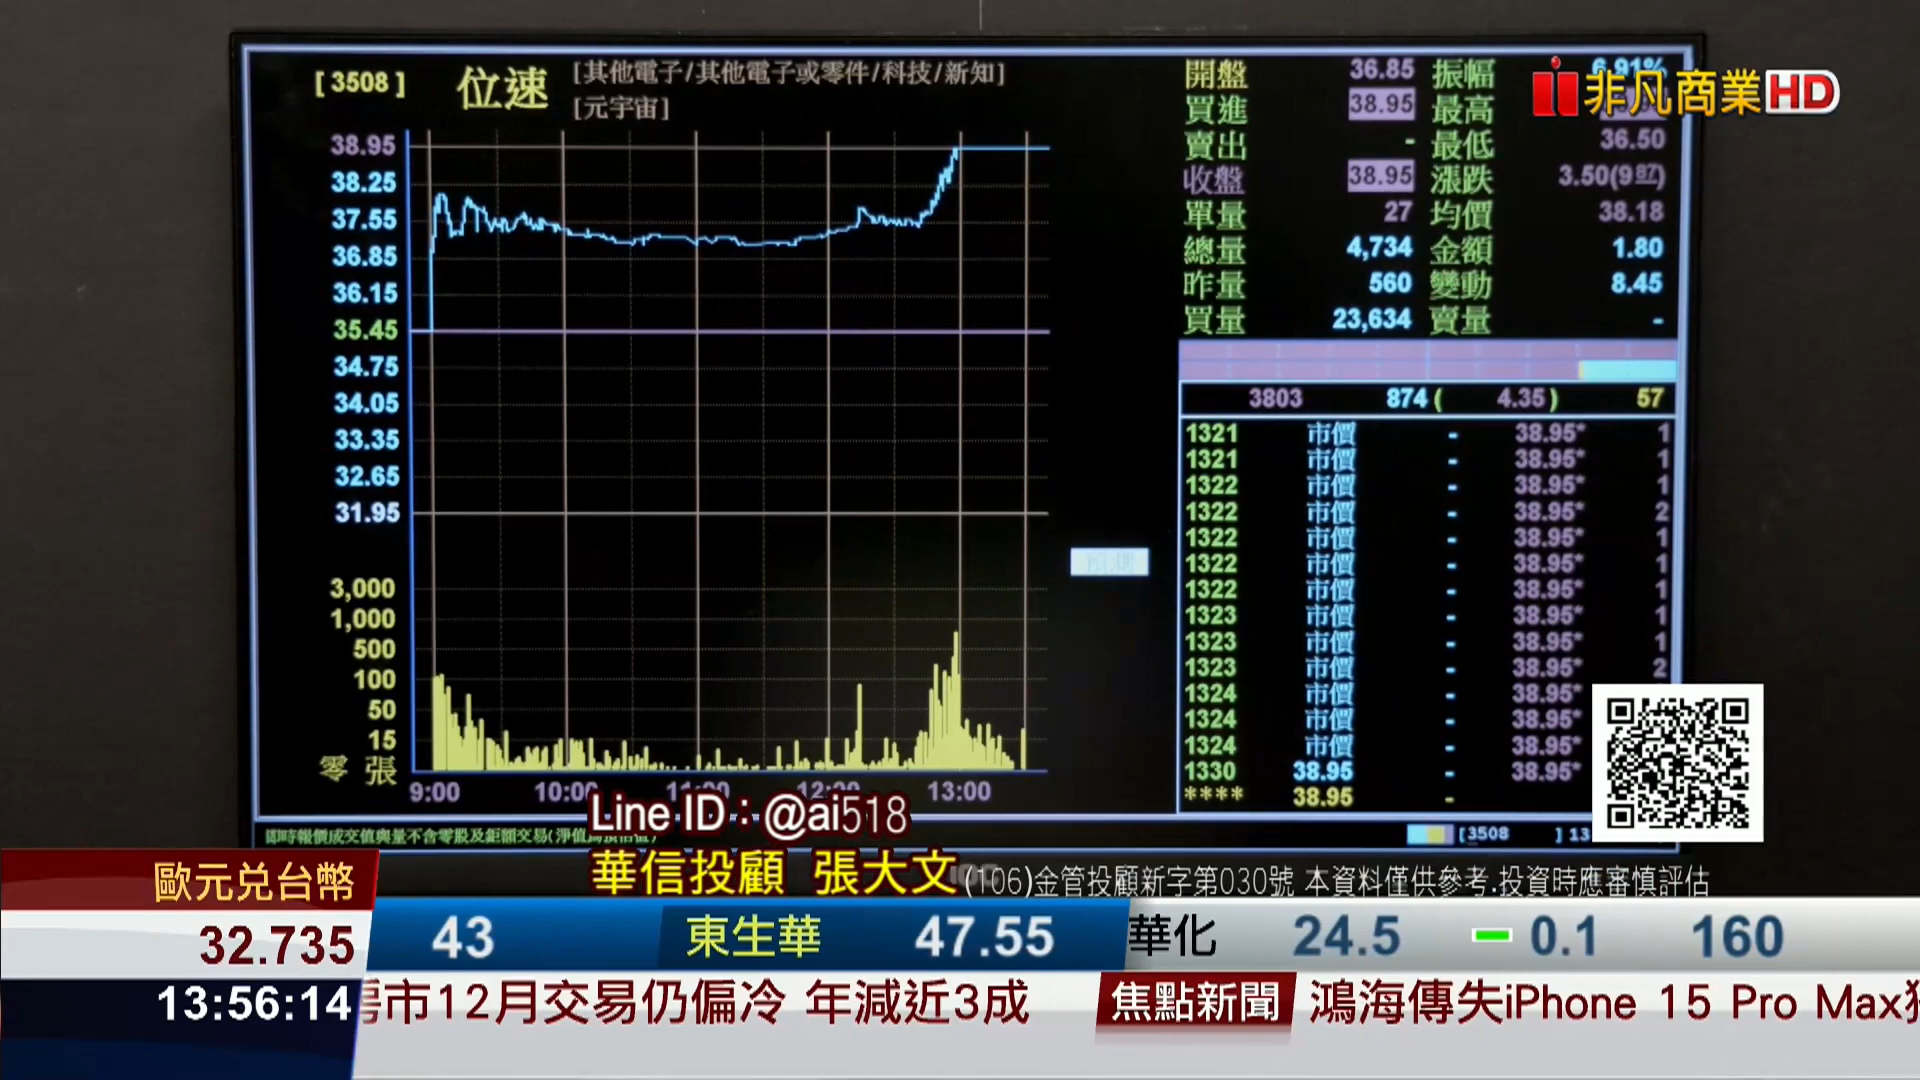 [ 3508 ] 位速 [其他電子/其他電子或零件/科技/新知]
[元宇宙]
開盤 36.85 振幅 6.91%
買進 38.95 最高
賣出 - 最低 36.50
收盤 38.95 漲跌 3.50(9.87)
單量 27 均價 38.18
總量 4,734 金額 1.80
昨量 560 變動 8.45
買量 23,634 賣量 -
非凡商業HD
38.95
38.25
37.55
36.85
36.15
35.45
34.75
34.05
33.35
32.65
31.95
3,000
1,000
500
100
50
15
零 張
9:00 10:00 13:00
3803 874 ( 4.35 ) 57
1321 市價 - 38.95* 1
1321 市價 - 38.95* 1
1322 市價 - 38.95* 1
1322 市價 - 38.95* 2
1322 市價 - 38.95* 1
1322 市價 - 38.95* 1
1322 市價 - 38.95* 1
1323 市價 - 38.95* 1
1323 市價 - 38.95* 1
1323 市價 - 38.95* 2
1324 市價 - 38.95*
1324 市價 - 38.95*
1324 市價 - 38.95*
1330 38.95 - 38.95*
**** 38.95 -
[3508 ] 13
Line ID：@ai518
華信投顧 張大文
(106)金管投顧新字第030號 本資料僅供參考.投資時應審慎評估
歐元兌台幣
32.735
43 東生華 47.55 華化 24.5 0.1 160
13:56:14
房市12月交易仍偏冷 年減近3成 焦點新聞 鴻海傳失iPhone 15 Pro Max